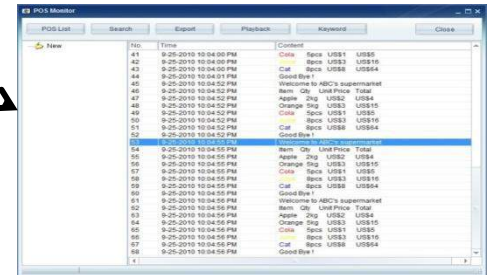 POS Monitor
POS List Search Export Playback Keyword Close
New
No. Time Content
41 9-25-2010 10:04:00 PM Cola 5pcs US$1 US$5
42 9-25-2010 10:04:00 PM 8pcs US$3 US$16
43 9-25-2010 10:04:00 PM Cat 8pcs US$8 US$64
44 9-25-2010 10:04:01 PM Good Bye !
45 9-25-2010 10:04:52 PM Welcome to ABC's supermarket
46 9-25-2010 10:04:52 PM Item Qty Unit Price Total
47 9-25-2010 10:04:52 PM Apple 2kg US$2 US$4
48 9-25-2010 10:04:52 PM Orange 5kg US$3 US$15
49 9-25-2010 10:04:52 PM Cola 5pcs US$1 US$5
50 9-25-2010 10:04:52 PM 8pcs US$3 US$16
51 9-25-2010 10:04:52 PM Cat 8pcs US$8 US$64
52 9-25-2010 10:04:52 PM Good Bye !
53 9-25-2010 10:04:55 PM Welcome to ABC's supermarket
54 9-25-2010 10:04:55 PM Item Qty Unit Price Total
55 9-25-2010 10:04:56 PM Apple 2kg US$2 US$4
56 9-25-2010 10:04:56 PM Orange 5kg US$3 US$15
57 9-25-2010 10:04:56 PM Cola 5pcs US$1 US$5
58 9-25-2010 10:04:56 PM 8pcs US$3 US$16
59 9-25-2010 10:04:56 PM Cat 8pcs US$8 US$64
60 9-25-2010 10:04:56 PM Good Bye !
61 9-25-2010 10:04:56 PM Welcome to ABC's supermarket
62 9-25-2010 10:04:56 PM Item Qty Unit Price Total
63 9-25-2010 10:04:56 PM Apple 2kg US$2 US$4
64 9-25-2010 10:04:56 PM Orange 5kg US$3 US$15
65 9-25-2010 10:04:56 PM Cola 5pcs US$1 US$5
66 9-25-2010 10:04:56 PM 8pcs US$3 US$16
67 9-25-2010 10:04:56 PM Cat 8pcs US$8 US$64
68 9-25-2010 10:04:56 PM Good Bye !